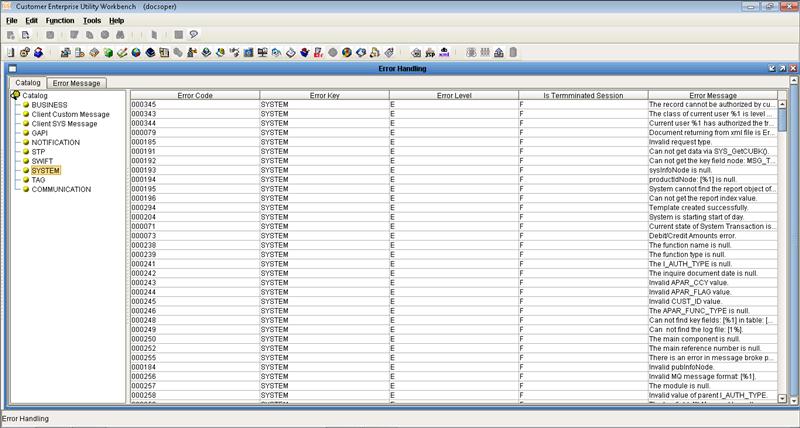 Customer Enterprise Utility Workbench (docsoper)
File Edit Function Tools Help
Error Handling
Catalog Error Message
Catalog
BUSINESS
Client Custom Message
Client SYS Message
GAPI
NOTIFICATION
STP
SWIFT
SYSTEM
TAG
COMMUNICATION
Error Code Error Key Error Level Is Termminated Session Error Message
000345 SYSTEM E F The record cannot be authorized by cu...
000343 SYSTEM E F The class of current user %1 is level ...
000344 SYSTEM E F Current user %1 has authorized the tr...
000079 SYSTEM E F Document returning from xml file is Er...
000185 SYSTEM E F Invalid request type.
000191 SYSTEM E F Can not get data via SYS_GetCUBK().
000192 SYSTEM E F Can not get the key field node: MSG_T...
000193 SYSTEM E F sysInfoNode is null.
000194 SYSTEM E F productIdNode: [%1] is null.
000195 SYSTEM E F System cannot find the report object of...
000196 SYSTEM E F Can not get the report index value.
000294 SYSTEM E F Template created successfully.
000204 SYSTEM E F System is starting start of day.
000071 SYSTEM E F Current state of System Transaction is...
000073 SYSTEM E F Debit/Credit Amounts error.
000238 SYSTEM E F The function name is null.
000239 SYSTEM E F The function type is null.
000241 SYSTEM E F The I_AUTH_TYPE is null.
000242 SYSTEM E F The inquire document date is null.
000243 SYSTEM E F Invalid APAR_CCY value.
000244 SYSTEM E F Invalid APAR_FLAG value.
000245 SYSTEM E F Invalid CUST_ID value.
000246 SYSTEM E F The APAR_FUNC_TYPE is null.
000248 SYSTEM E F Can not find key fields: [%1] in table: [...
000249 SYSTEM E F Can not find the log file: [1%].
000250 SYSTEM E F The main component is null.
000252 SYSTEM E F The main reference number is null.
000255 SYSTEM E F There is an error in message broke p...
000184 SYSTEM E F Invalid pubInfoNode.
000256 SYSTEM E F Invalid MQ message format: [%1].
000257 SYSTEM E F The module is null.
000258 SYSTEM E F Invalid value of parent I_AUTH_TYPE.
Error Handling